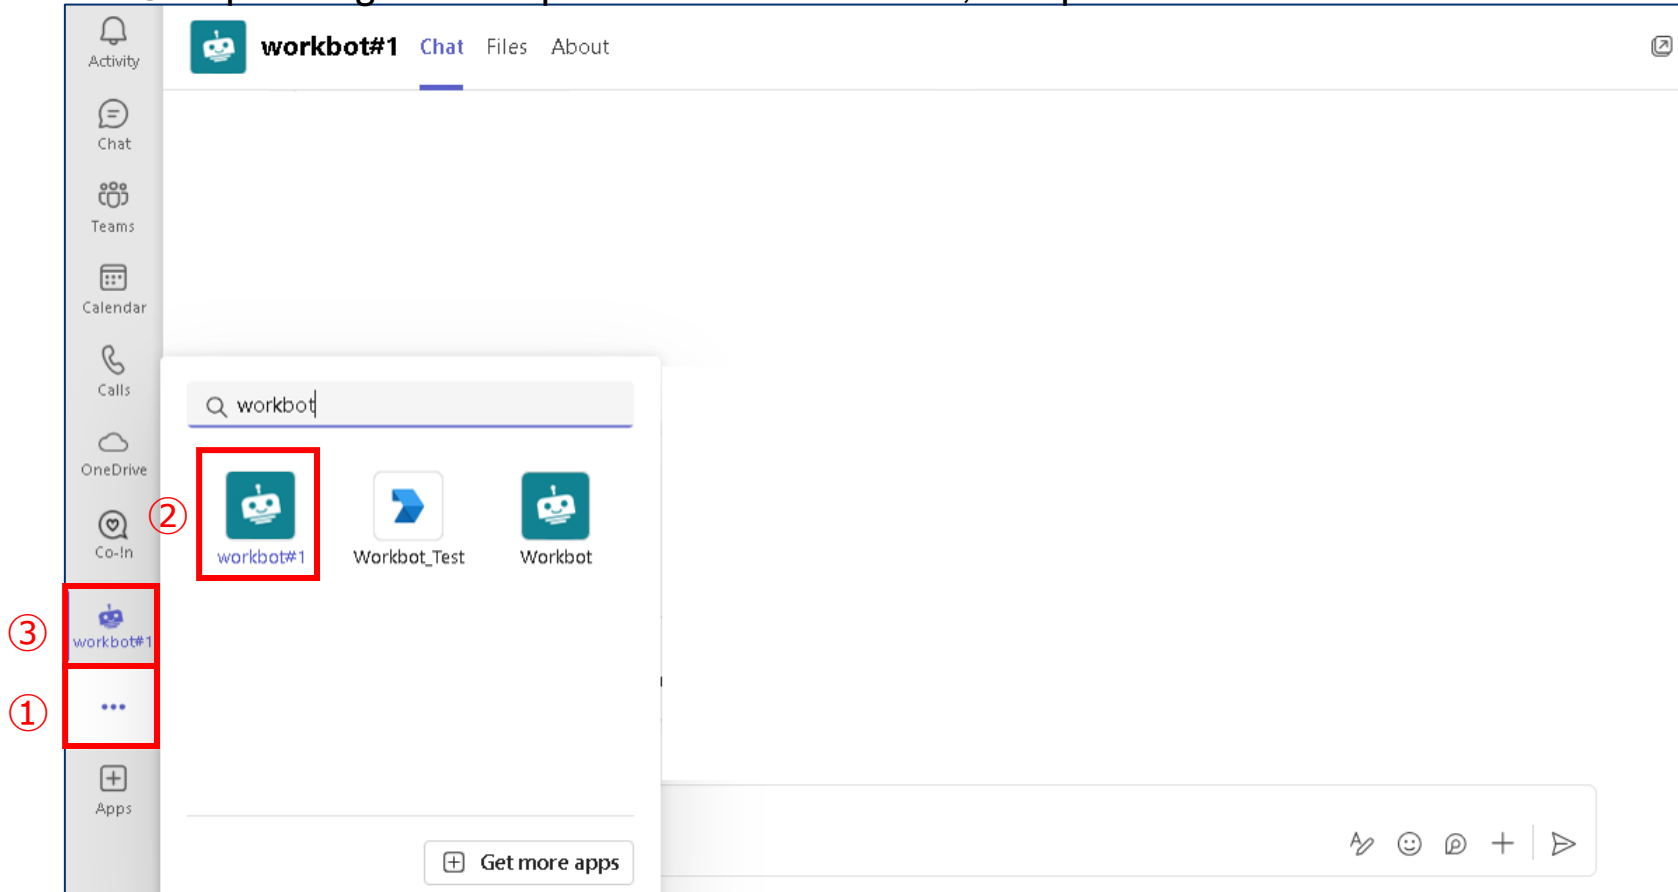 Activity
workbot#1 Chat Files About
Chat
Teams
Calendar
Calls
workbot
OneDrive
②
workbot#1 Workbot_Test Workbot
Co-!n
③
workbot#1
①
Apps
Get more apps